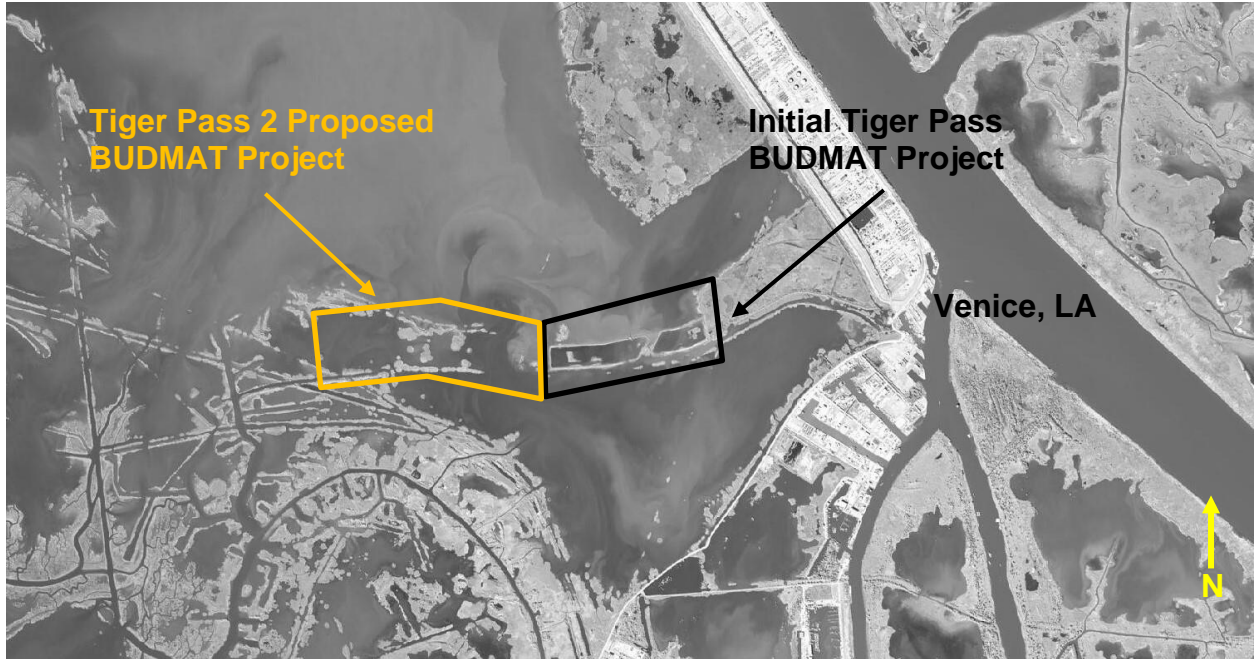 Tiger Pass 2 Proposed
BUDMAT Project
Initial Tiger Pass
BUDMAT Project
Venice, LA
N